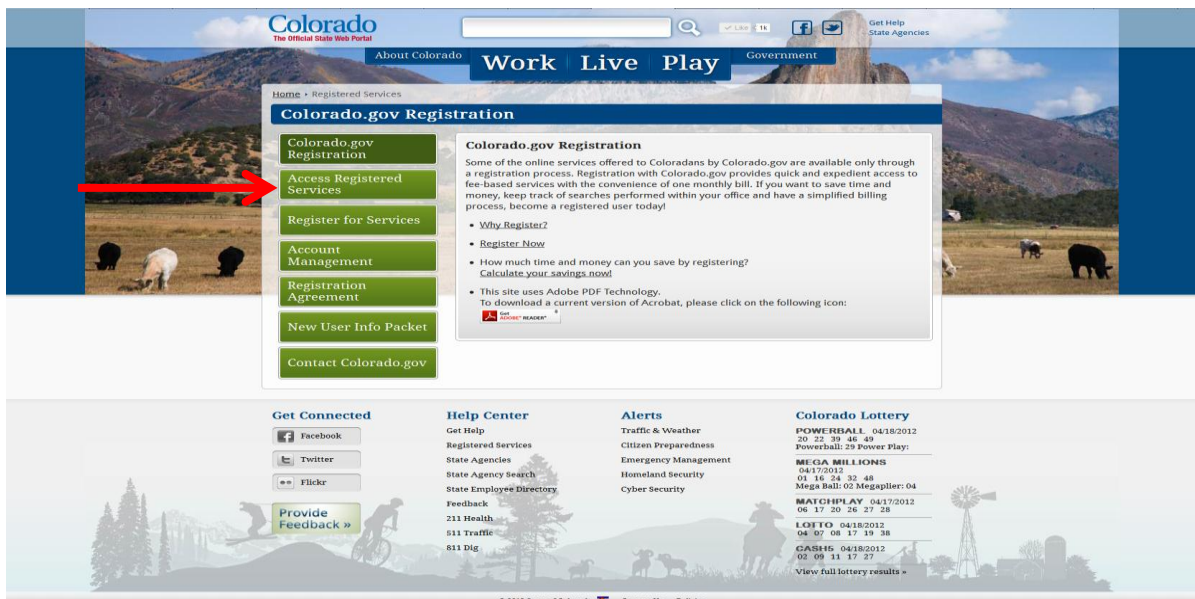 Colorado
The Official State Web Portal
Like 11k
Get Help
State Agencies
About Colorado
Work Live Play
Government
Home • Registered Services
Colorado.gov Registration
Colorado.gov
Registration
Access Registered
Services
Register for Services
Account
Management
Registration
Agreement
New User Info Packet
Contact Colorado.gov
Colorado.gov Registration
Some of the online services offered to Coloradans by Colorado.gov are available only through
a registration process. Registration with Colorado.gov provides quick and expedient access to
fee-based services with the convenience of one monthly bill. If you want to save time and
money, keep track of searches performed within your office and have a simplified billing
process, become a registered user today!
• Why Register?
• Register Now
• How much time and money can you save by registering?
Calculate your savings now!
• This site uses Adobe PDF Technology.
To download a current version of Acrobat, please click on the following icon:
Get
ADOBE® READER®
Get Connected
Facebook
Twitter
Flickr
Provide
Feedback »
Help Center
Get Help
Registered Services
State Agencies
State Agency Search
State Employee Directory
Feedback
211 Health
511 Traffic
811 Dig
Alerts
Traffic & Weather
Citizen Preparedness
Emergency Management
Homeland Security
Cyber Security
Colorado Lottery
POWERBALL 04/18/2012
20 22 39 46 49
Powerball: 29 Power Play:
MEGA MILLIONS
04/17/2012
01 16 24 32 48
Mega Ball: 02 Megaplier: 04
MATCHPLAY 04/17/2012
06 17 20 26 27 28
LOTTO 04/18/2012
04 07 08 17 19 38
CASH5 04/18/2012
02 09 11 17 27
View full lottery results »